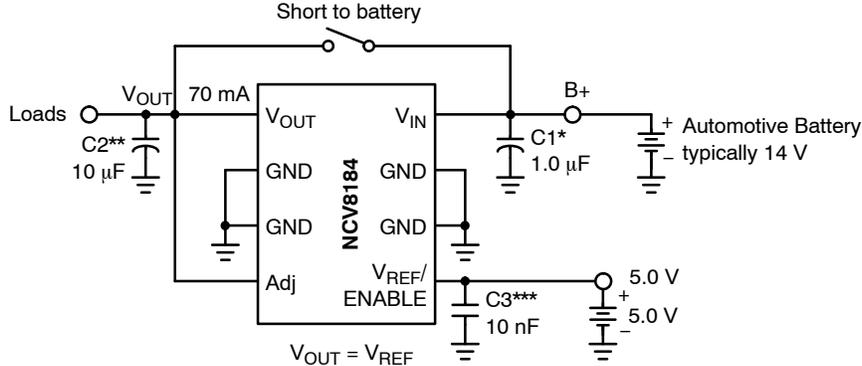 Short to battery
B+
Loads
VOUT
70 mA
VOUT
VIN
C2**
10 μF
C1*
1.0 μF
+
Automotive Battery
–
typically 14 V
GND
GND
NCV8184
GND
GND
Adj
VREF/
ENABLE
C3***
10 nF
5.0 V
+
5.0 V
–
VOUT = VREF